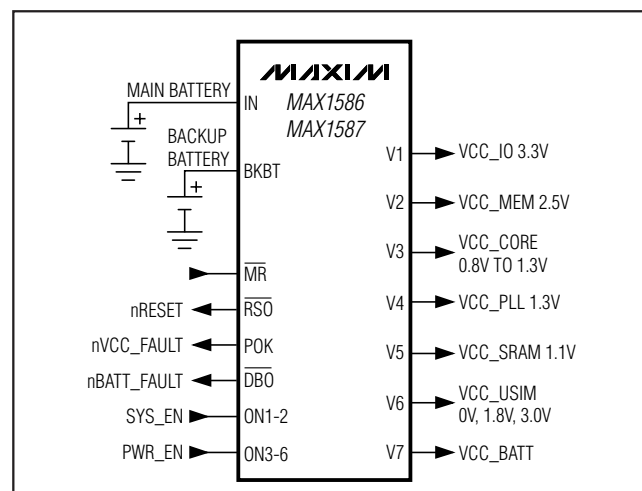 MAXIM
MAX1586
MAX1587
MAIN BATTERY
IN
+
BACKUP
BATTERY
BKBT
+
MR
nRESET
RSO
nVCC_FAULT
POK
nBATT_FAULT
DBO
SYS_EN
ON1-2
PWR_EN
ON3-6
V1
VCC_IO 3.3V
V2
VCC_MEM 2.5V
V3
VCC_CORE
0.8V TO 1.3V
V4
VCC_PLL 1.3V
V5
VCC_SRAM 1.1V
V6
VCC_USIM
0V, 1.8V, 3.0V
V7
VCC_BATT